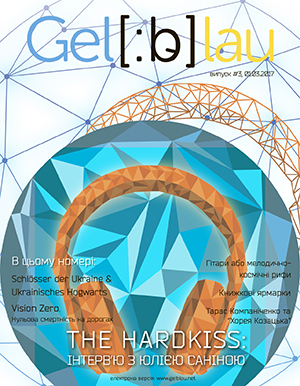 Gel[:b]lau
випуск #3, 01.03.2017
В цьому номері:
Schlösser der Ukraine &
Ukrainisches Hogwarts
Vision Zero.
Нульова смертність на дорогах
Гітари або мелодично-
космічні рифи
Книжкові ярмарки
Тарас Компаніченко та
"Хорея Козацька"
THE HARDKISS:
ІНТЕРВ'Ю З ЮЛІЄЮ САНІНОЮ
електрона версія www.geblau.net